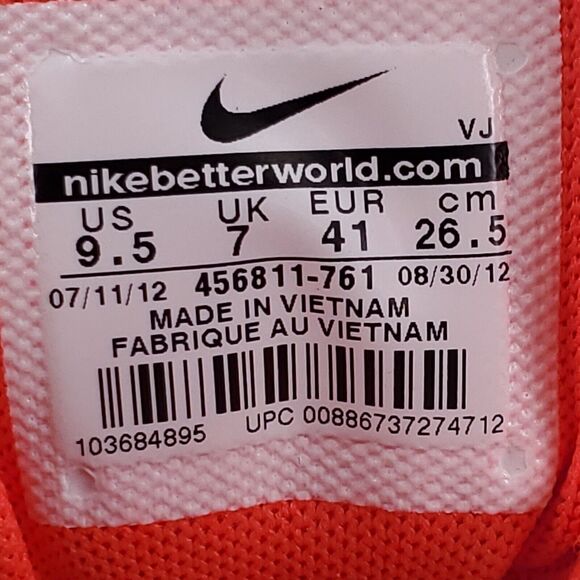 VJ
nikebetterworld.com
US UK EUR cm
9.5 7 41 26.5
07/11/12 456811-761 08/30/12
MADE IN VIETNAM
FABRIQUE AU VIETNAM
103684895 UPC 00886737274712